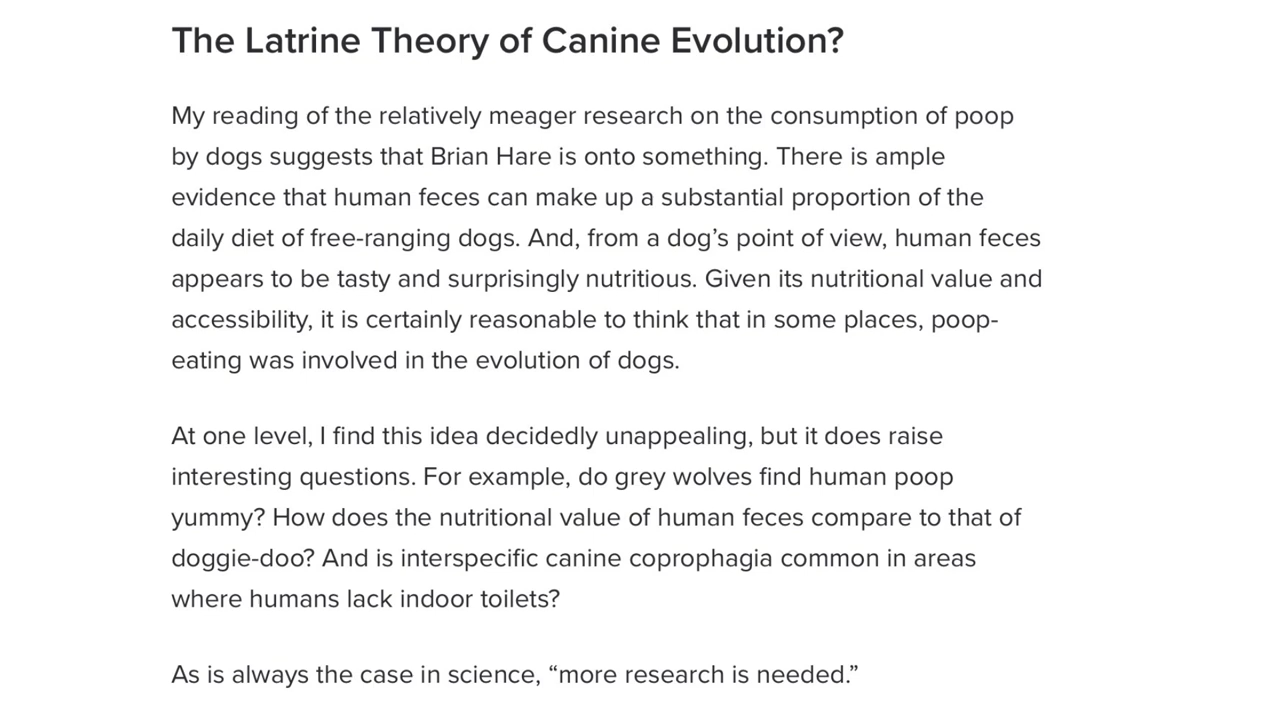 The Latrine Theory of Canine Evolution?
My reading of the relatively meager research on the consumption of poop
by dogs suggests that Brian Hare is onto something. There is ample
evidence that human feces can make up a substantial proportion of the
daily diet of free-ranging dogs. And, from a dog’s point of view, human feces
appears to be tasty and surprisingly nutritious. Given its nutritional value and
accessibility, it is certainly reasonable to think that in some places, poop-
eating was involved in the evolution of dogs.
At one level, I find this idea decidedly unappealing, but it does raise
interesting questions. For example, do grey wolves find human poop
yummy? How does the nutritional value of human feces compare to that of
doggie-doo? And is interspecific canine coprophagia common in areas
where humans lack indoor toilets?
As is always the case in science, “more research is needed.”